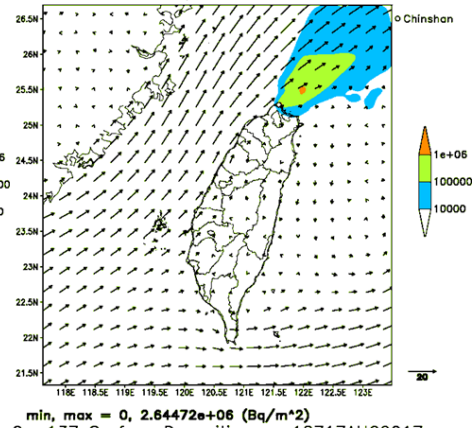 26.5N
26N
25.5N
25N
24.5N
24N
23.5N
23N
22.5N
22N
21.5N
118E 118.5E 119E 119.5E 120E 120.5E 121E 121.5E 122E 122.5E 123E
Chinshan
1e+06
100000
10000
20
min, max = 0, 2.64472e+06 (Bq/m^2)